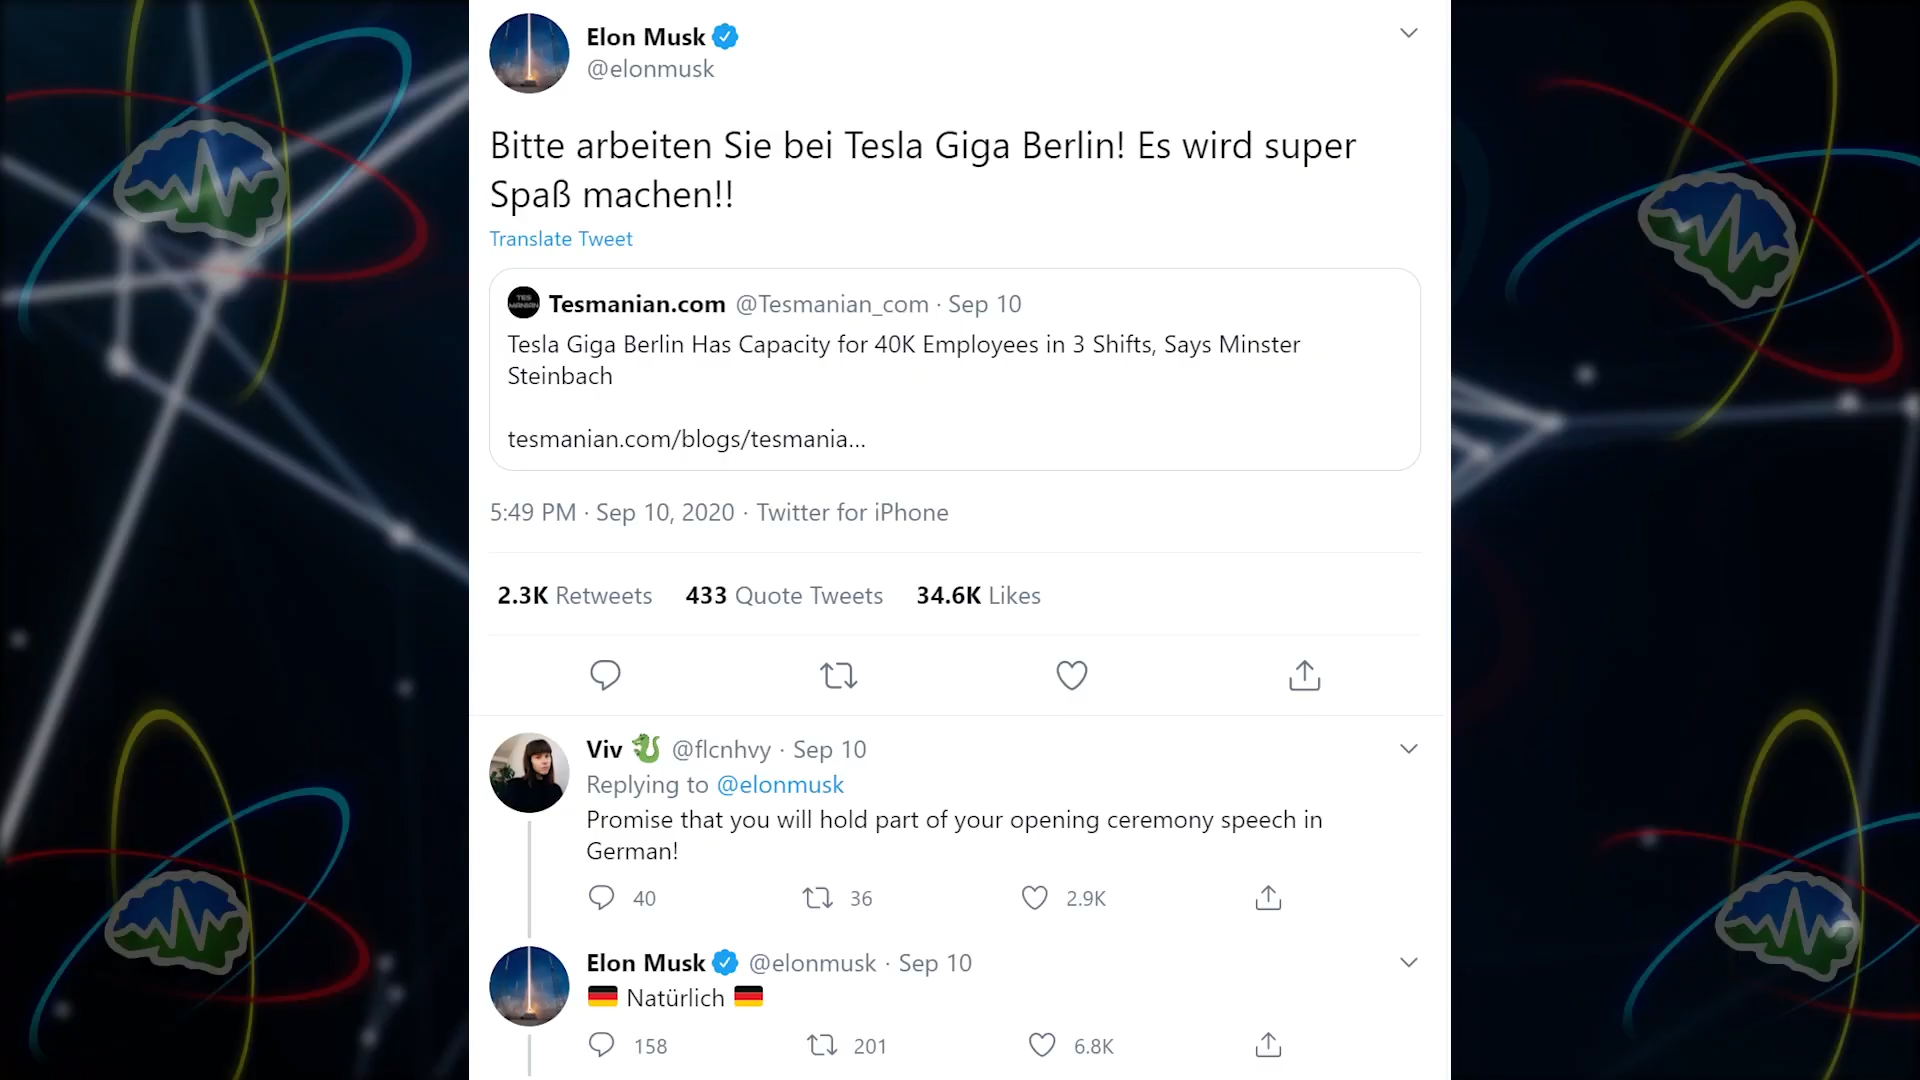 Elon Musk
@elonmusk
Bitte arbeiten Sie bei Tesla Giga Berlin! Es wird super
Spaß machen!!
Translate Tweet
TES
MANIAN
Tesmanian.com @Tesmanian_com · Sep 10
Tesla Giga Berlin Has Capacity for 40K Employees in 3 Shifts, Says Minster
Steinbach
tesmanian.com/blogs/tesmania...
5:49 PM · Sep 10, 2020 · Twitter for iPhone
2.3K Retweets 433 Quote Tweets 34.6K Likes
Viv 🐉 @flcnhvy · Sep 10
Replying to @elonmusk
Promise that you will hold part of your opening ceremony speech in
German!
40 36 2.9K
Elon Musk @elonmusk · Sep 10
🇩🇪 Natürlich 🇩🇪
158 201 6.8K